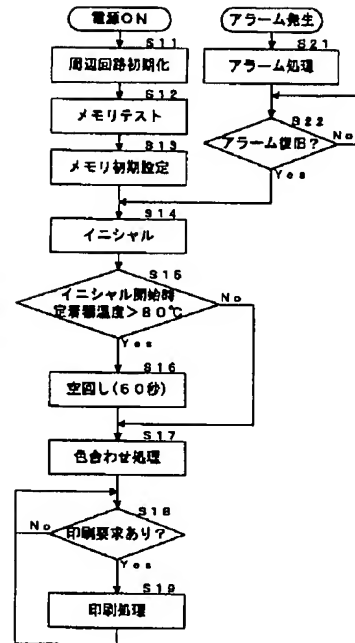 電源ON
S11
周辺回路初期化
S12
メモリテスト
S13
メモリ初期設定
S14
イニシャル
S15
イニシャル開始時
定着器温度>80℃
No
Yes
S16
空回し(60秒)
S17
色合わせ処理
S18
印刷要求あり?
No
Yes
S19
印刷処理
アラーム発生
S21
アラーム処理
S22
アラーム復旧?
No
Yes